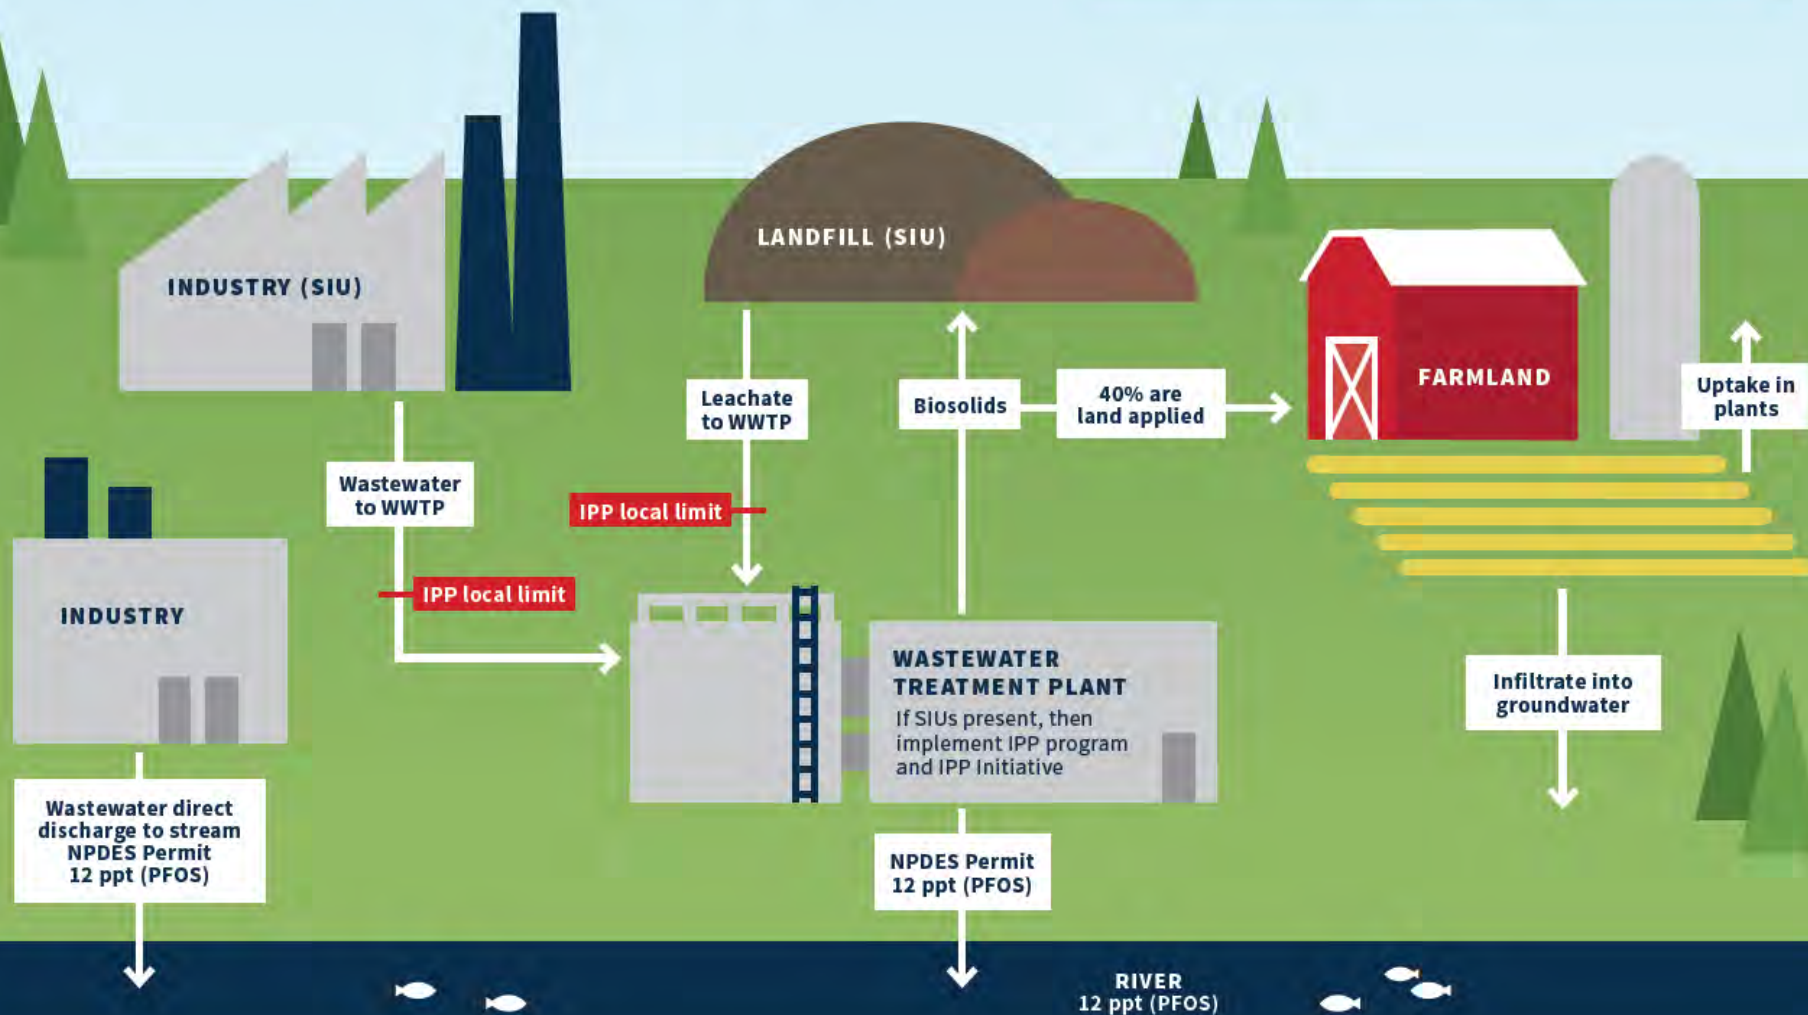 LANDFILL (SIU)
INDUSTRY (SIU)
FARMLAND
Leachate
to WWTP
Biosolids
40% are
land applied
Uptake in
plants
Wastewater
to WWTP
IPP local limit
IPP local limit
INDUSTRY
WASTEWATER
TREATMENT PLANT
If SIUs present, then
implement IPP program
and IPP Initiative
Infiltrate into
groundwater
Wastewater direct
discharge to stream
NPDES Permit
12 ppt (PFOS)
NPDES Permit
12 ppt (PFOS)
RIVER
12 ppt (PFOS)